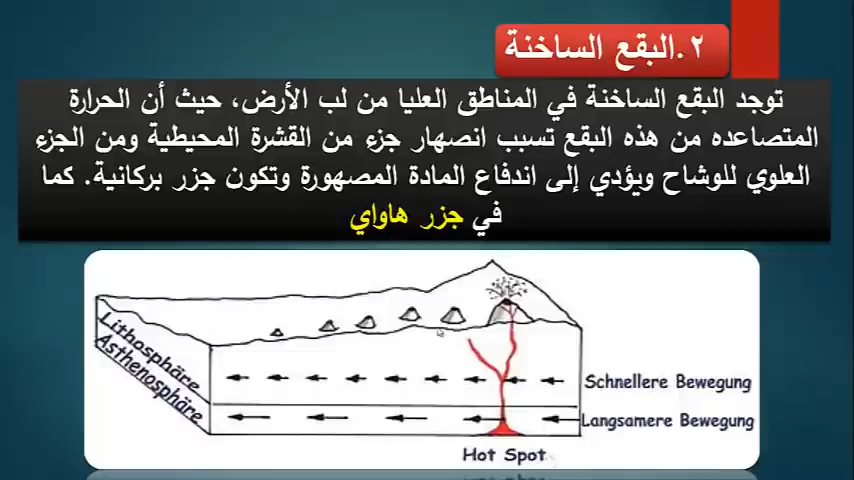 ٢.البقع الساخنة
توجد البقع الساخنة في المناطق العليا من لب الأرض، حيث أن الحرارة
المتصاعده من هذه البقع تسبب انصهار جزء من القشرة المحيطية ومن الجزء
العلوي للوشاح ويؤدي إلى اندفاع المادة المصهورة وتكون جزر بركانية. كما
في جزر هاواي
Lithosphäre
Asthenosphäre
Schnellere Bewegung
Langsamere Bewegung
Hot Spot